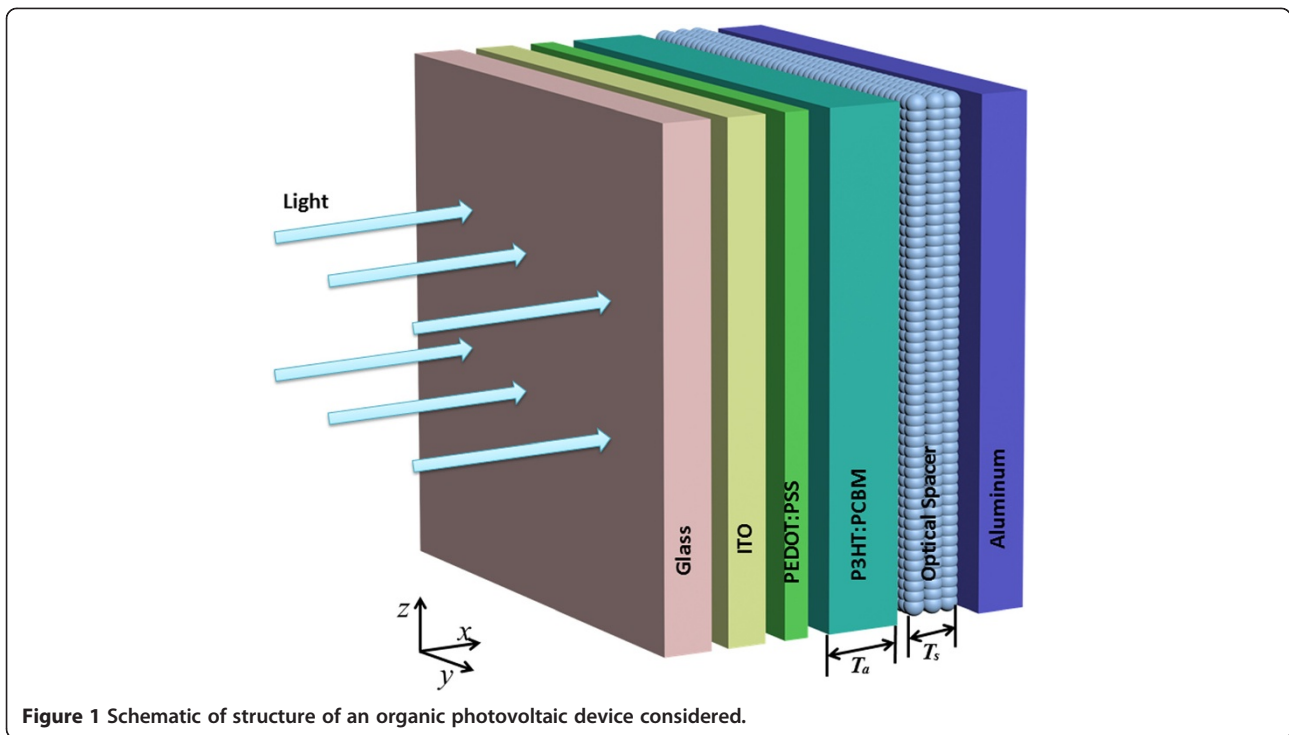 Light
Glass
ITO
PEDOT:PSS
P3HT:PCBM
Optical Spacer
Aluminum
z
x
y
Ta
Ts
Figure 1 Schematic of structure of an organic photovoltaic device considered.